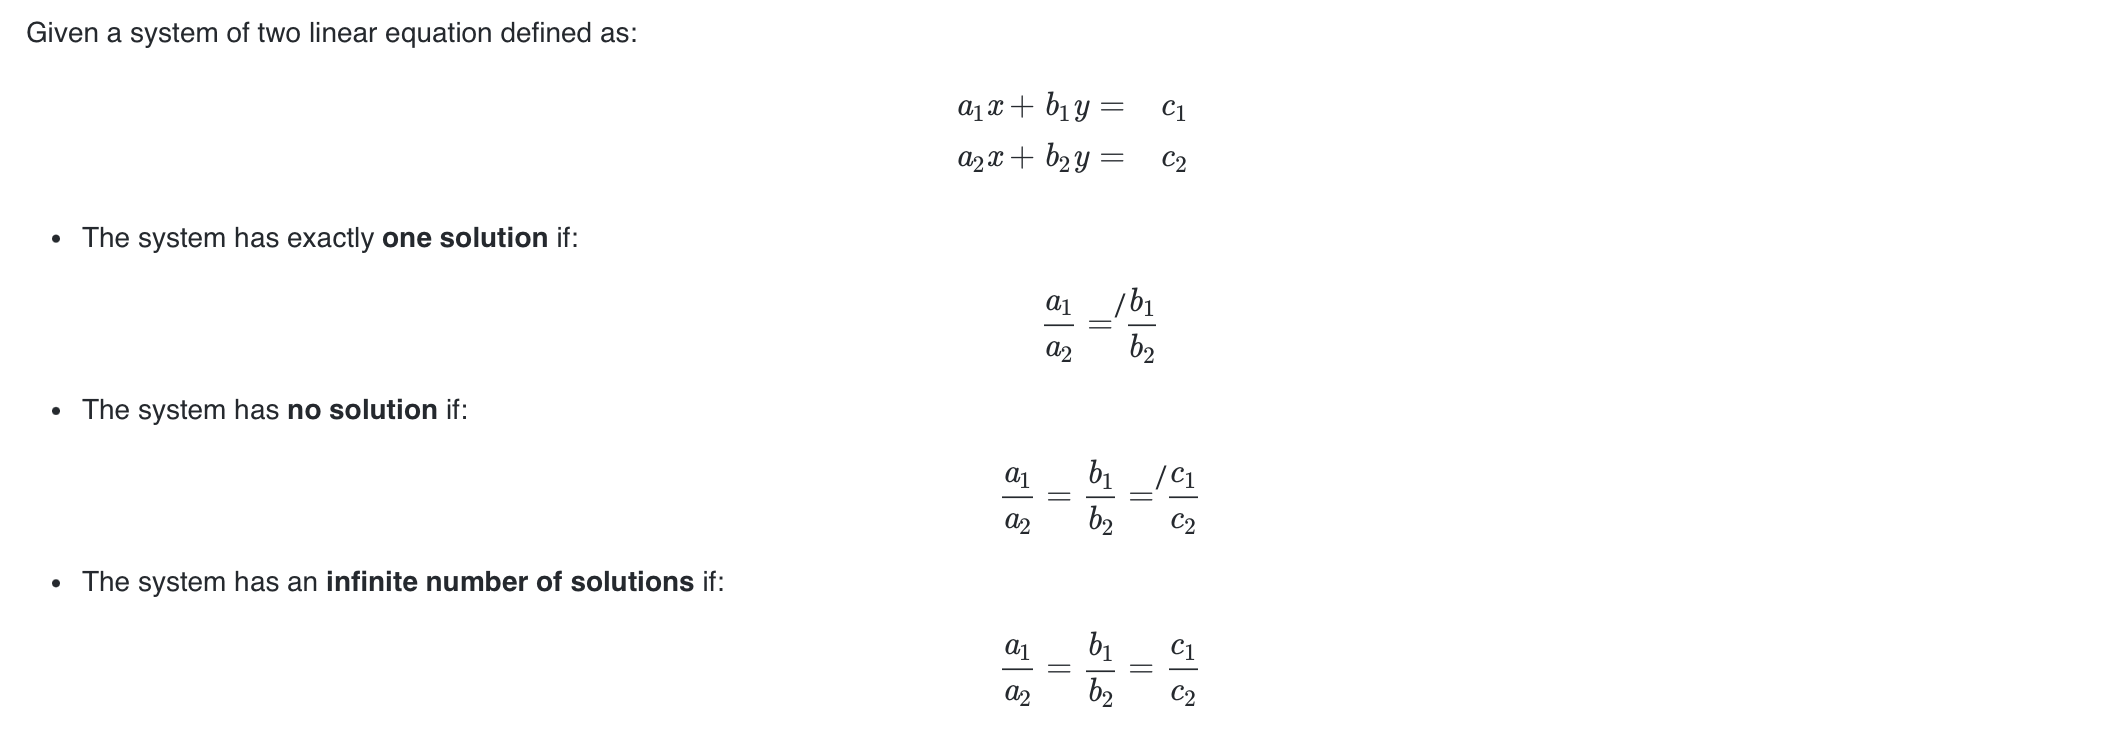 Given a system of two linear equation defined as:
a₁x + b₁y = c₁
a₂x + b₂y = c₂
• The system has exactly one solution if:
a₁/a₂ ≠ b₁/b₂
• The system has no solution if:
a₁/a₂ = b₁/b₂ ≠ c₁/c₂
• The system has an infinite number of solutions if:
a₁/a₂ = b₁/b₂ = c₁/c₂